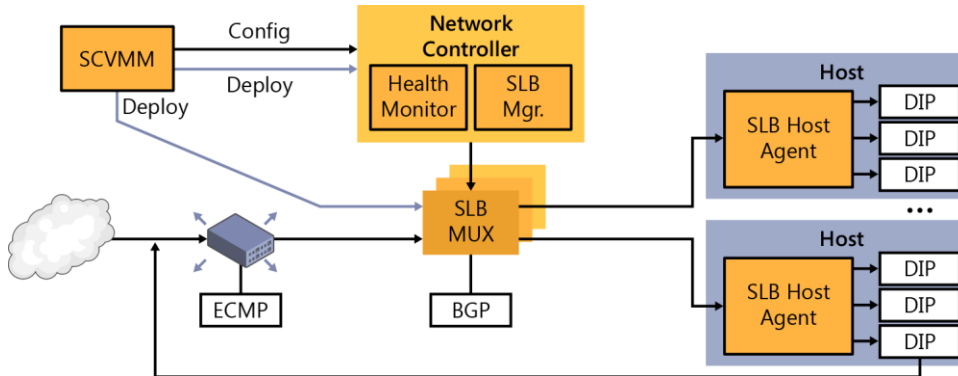 Config
SCVMM
Deploy
Deploy
Network
Controller
Health
Monitor
SLB
Mgr.
Host
SLB Host
Agent
DIP
DIP
DIP
...
SLB
MUX
ECMP
BGP
Host
SLB Host
Agent
DIP
DIP
DIP